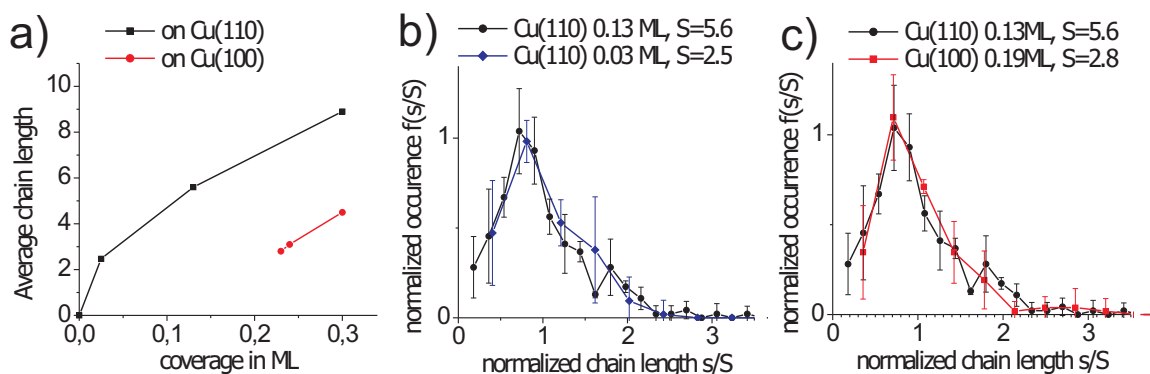 a)
on Cu(110)
on Cu(100)
10
8
6
4
2
0
0,0
0,1
0,2
0,3
Average chain length
coverage in ML
b)
Cu(110) 0.13 ML, S=5.6
Cu(110) 0.03 ML, S=2.5
1
0
0
1
2
3
normalized occurrence f(s/S)
normalized chain length s/S
c)
Cu(110) 0.13ML, S=5.6
Cu(100) 0.19ML, S=2.8
1
0
0
1
2
3
normalized occurrence f(s/S)
normalized chain length s/S